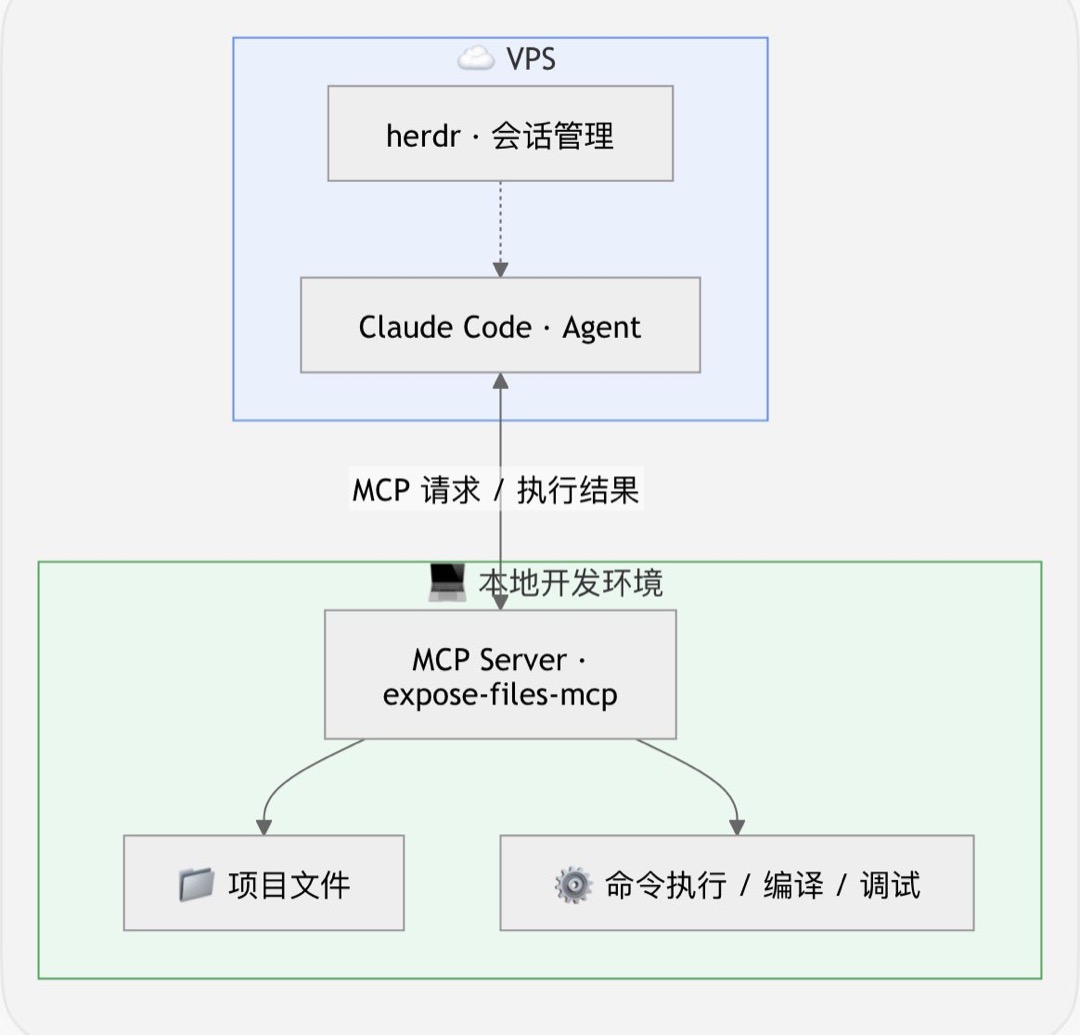 VPS
herdr · 会话管理
Claude Code · Agent
MCP 请求 / 执行结果
本地开发环境
MCP Server ·
expose-files-mcp
项目文件
命令执行 / 编译 / 调试